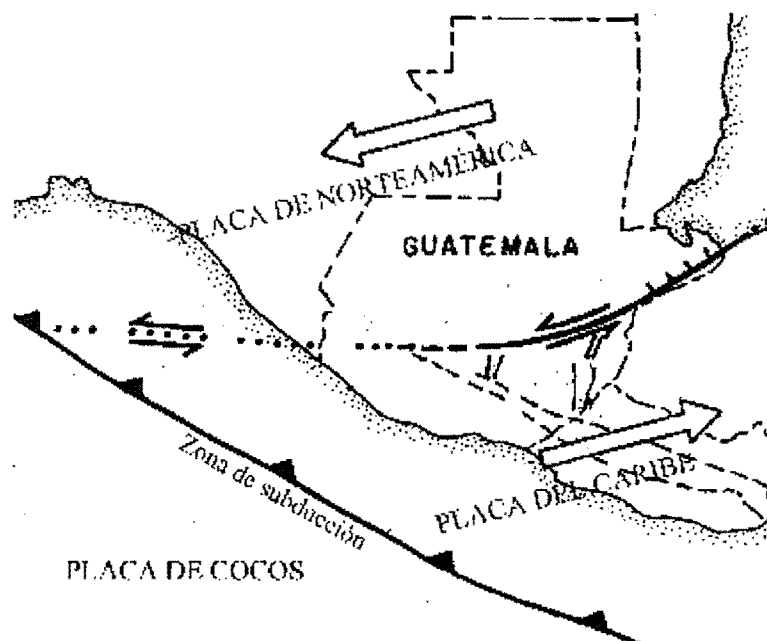 PLACA DE NORTEAMÉRICA
GUATEMALA
Zona de subducción
PLACA DEL CARIBE
PLACA DE COCOS